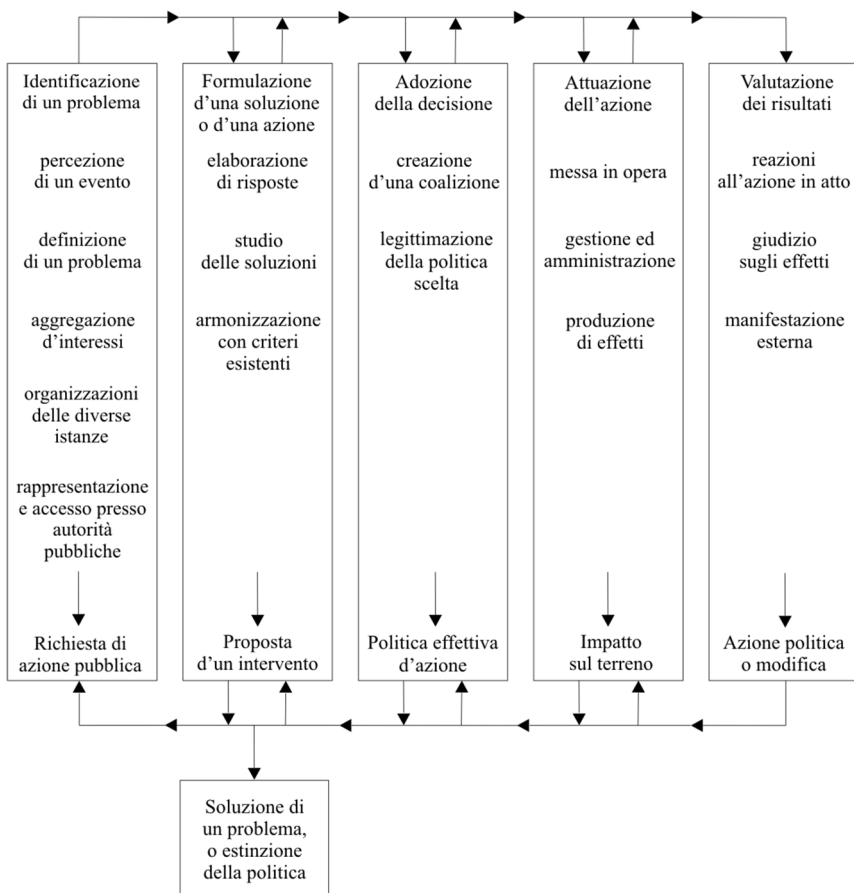 Identificazione
di un problema
percezione
di un evento
definizione
di un problema
aggregazione
d’interessi
organizzazioni
delle diverse
istanze
rappresentazione
e accesso presso
autorità
pubbliche
Richiesta di
azione pubblica
Formulazione
d’una soluzione
o d’una azione
elaborazione
di risposte
studio
delle soluzioni
armonizzazione
con criteri
esistenti
Proposta
d’un intervento
Adozione
della decisione
creazione
d’una coalizione
legittimazione
della politica
scelta
Politica effettiva
d’azione
Attuazione
dell’azione
messa in opera
gestione ed
amministrazione
produzione
di effetti
Impatto
sul terreno
Valutazione
dei risultati
reazioni
all’azione in atto
giudizio
sugli effetti
manifestazione
esterna
Azione politica
o modifica
Soluzione di
un problema,
o estinzione
della politica